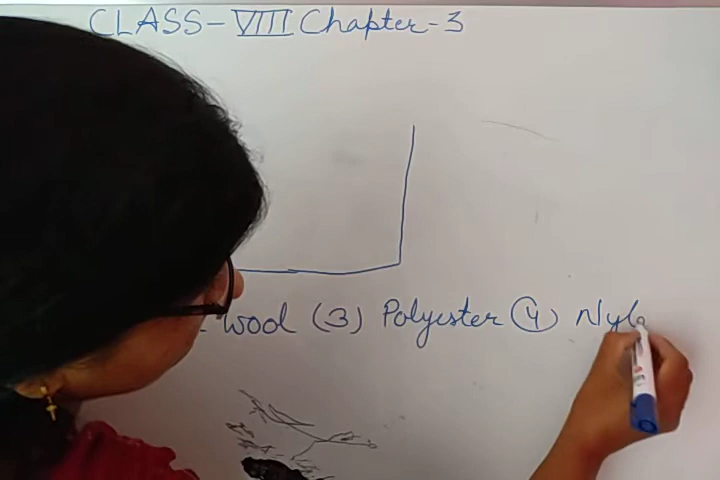 CLASS-VIII Chapter-3
Wool (3) Polyester (4) Nylo